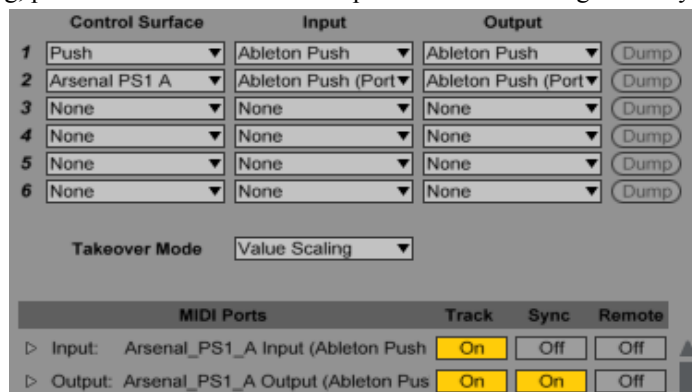 Control Surface Input Output
1 Push Ableton Push Ableton Push Dump
2 Arsenal PS1 A Ableton Push (Port Ableton Push (Port Dump
3 None None None Dump
4 None None None Dump
5 None None None Dump
6 None None None Dump
Takeover Mode Value Scaling
MIDI Ports Track Sync Remote
Input: Arsenal_PS1_A Input (Ableton Push On Off Off
Output: Arsenal_PS1_A Output (Ableton Pus On On Off